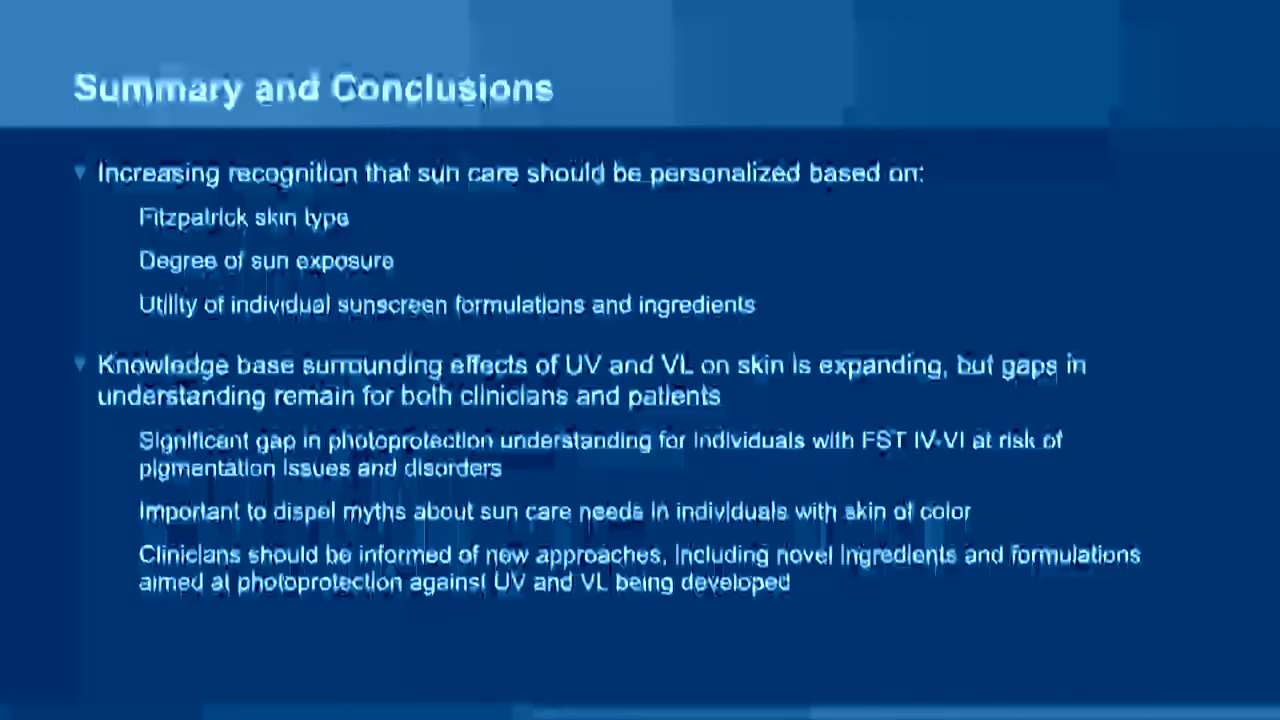 Summary and Conclusions
Increasing recognition that sun care should be personalized based on:
Fitzpatrick skin type
Degree of sun exposure
Utility of individual sunscreen formulations and ingredients
Knowledge base surrounding effects of UV and VL on skin is expanding, but gaps in
understanding remain for both clinicians and patients
Significant gap in photoprotection understanding for individuals with FST IV-VI at risk of
pigmentation issues and disorders
Important to dispel myths about sun care needs in individuals with skin of color
Clinicians should be informed of new approaches, including novel ingredients and formulations
aimed at photoprotection against UV and VL being developed